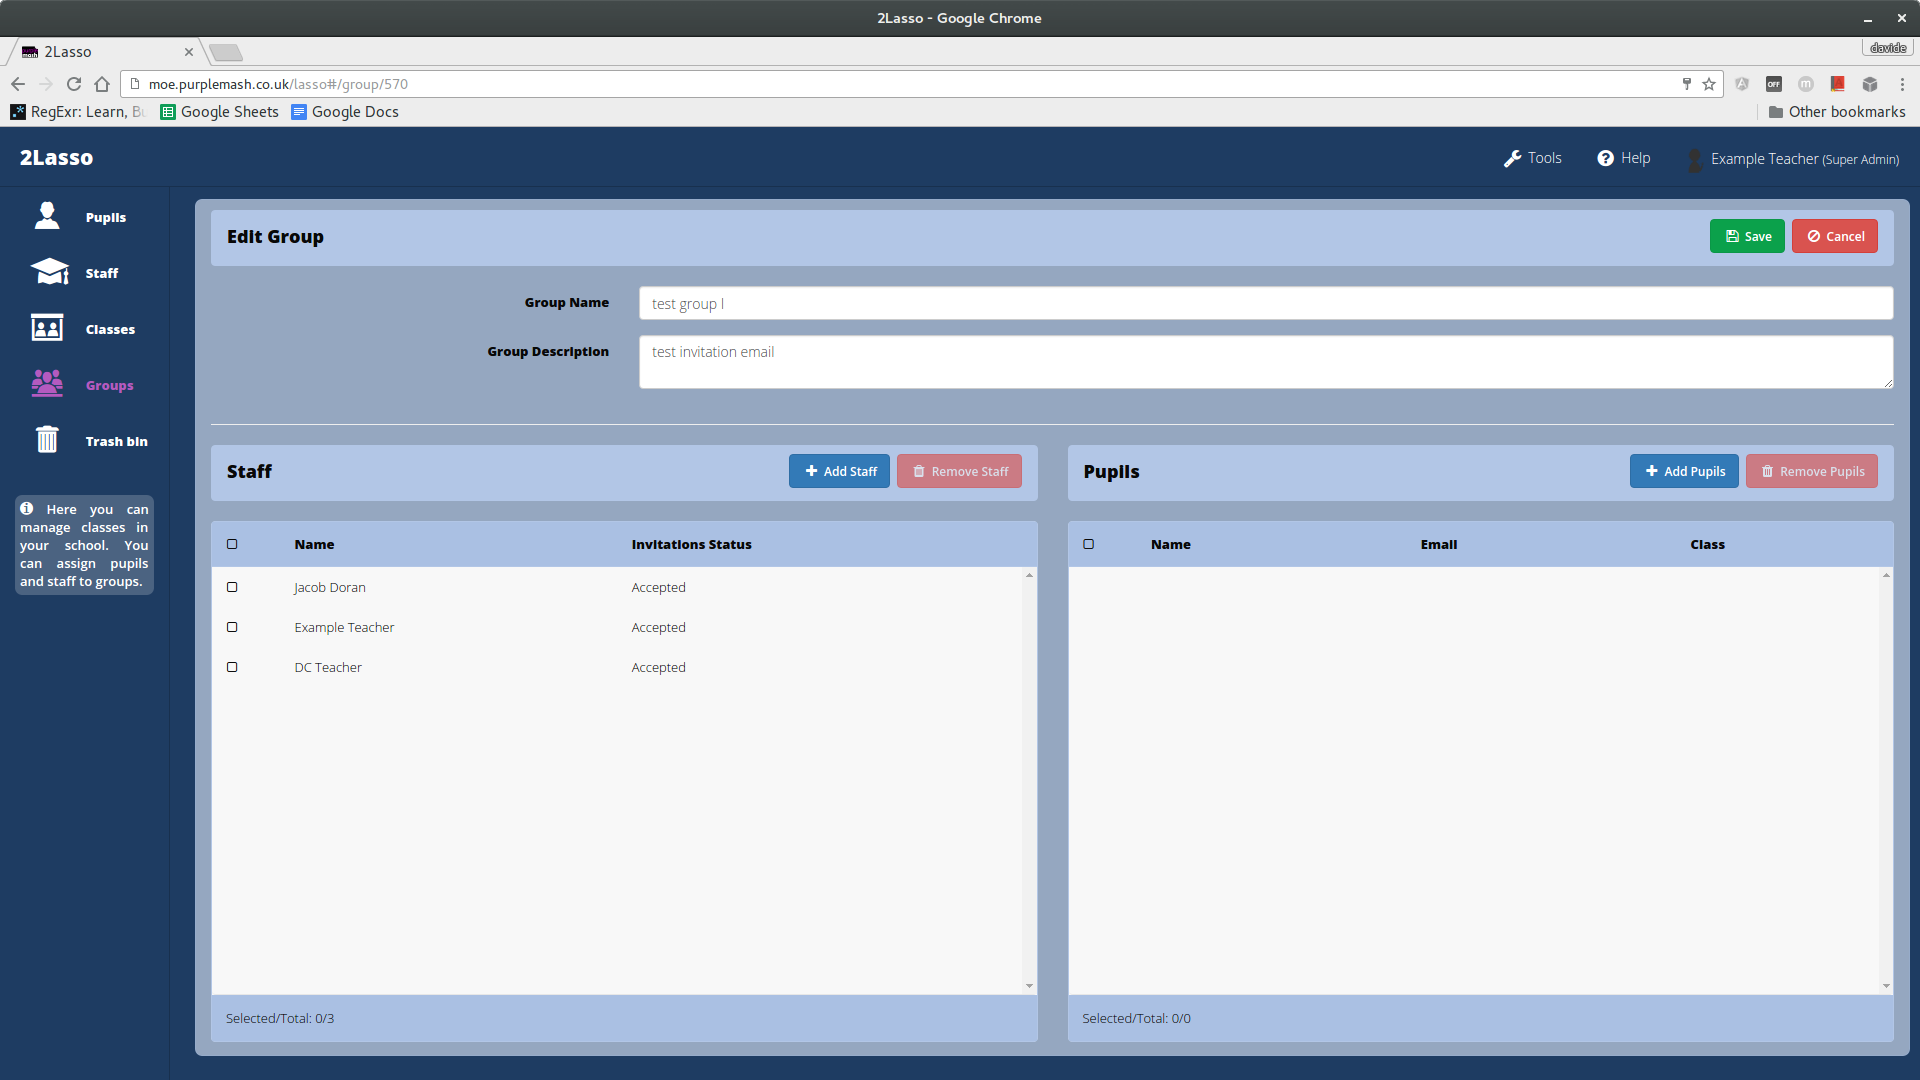 2Lasso - Google Chrome
2Lasso
davide
moe.purplemash.co.uk/lasso#/group/570
OFF
RegExr: Learn, Bu
Google Sheets
Google Docs
Other bookmarks
2Lasso
Tools
Help
Example Teacher (Super Admin)
Pupils
Staff
Classes
Groups
Trash bin
Here you can
manage classes in
your school. You
can assign pupils
and staff to groups.
Edit Group
Save
Cancel
Group Name
test group l
Group Description
test invitation email
Staff
Add Staff
Remove Staff
Name
Invitations Status
Jacob Doran
Accepted
Example Teacher
Accepted
DC Teacher
Accepted
Selected/Total: 0/3
Pupils
Add Pupils
Remove Pupils
Name
Email
Class
Selected/Total: 0/0